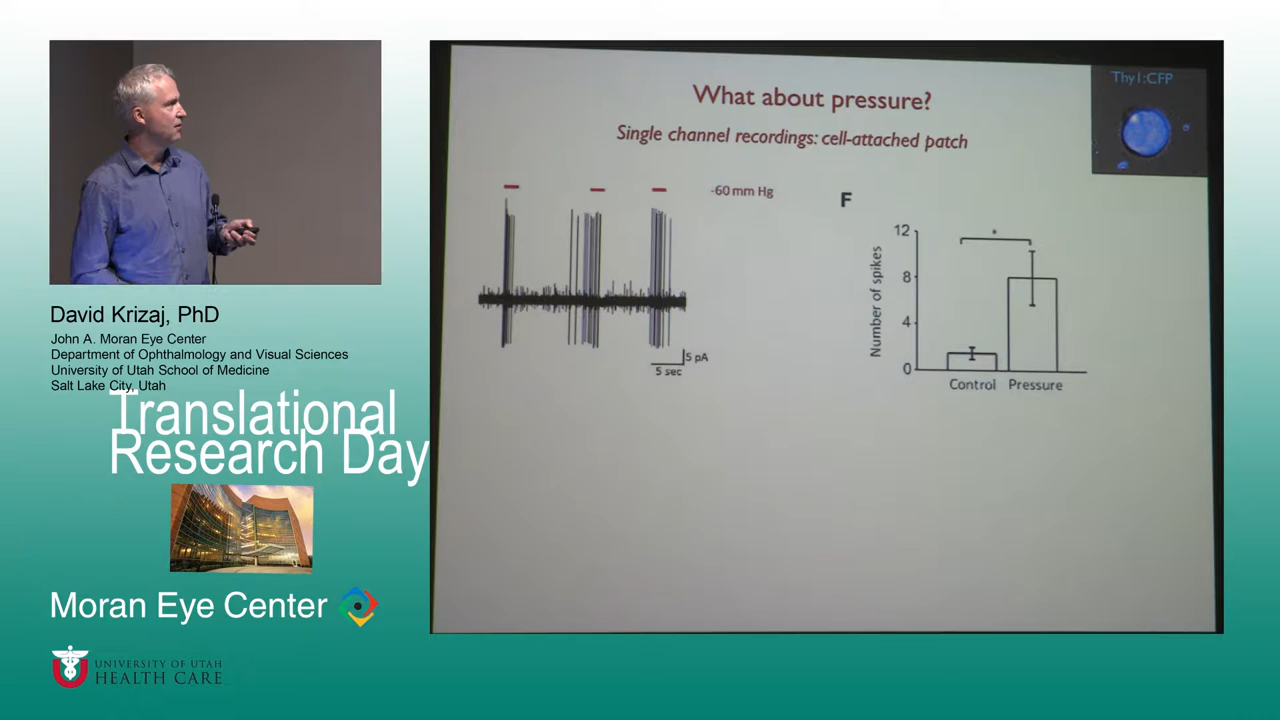 David Krizaj, PhD
John A. Moran Eye Center
Department of Ophthalmology and Visual Sciences
University of Utah School of Medicine
Salt Lake City, Utah
Translational
Research Day
Moran Eye Center
UNIVERSITY OF UTAH
HEALTH CARE
What about pressure?
Single channel recordings: cell-attached patch
Thy1:CFP
-60 mm Hg
5 pA
5 sec
F
*
Number of spikes
12
8
4
0
Control Pressure